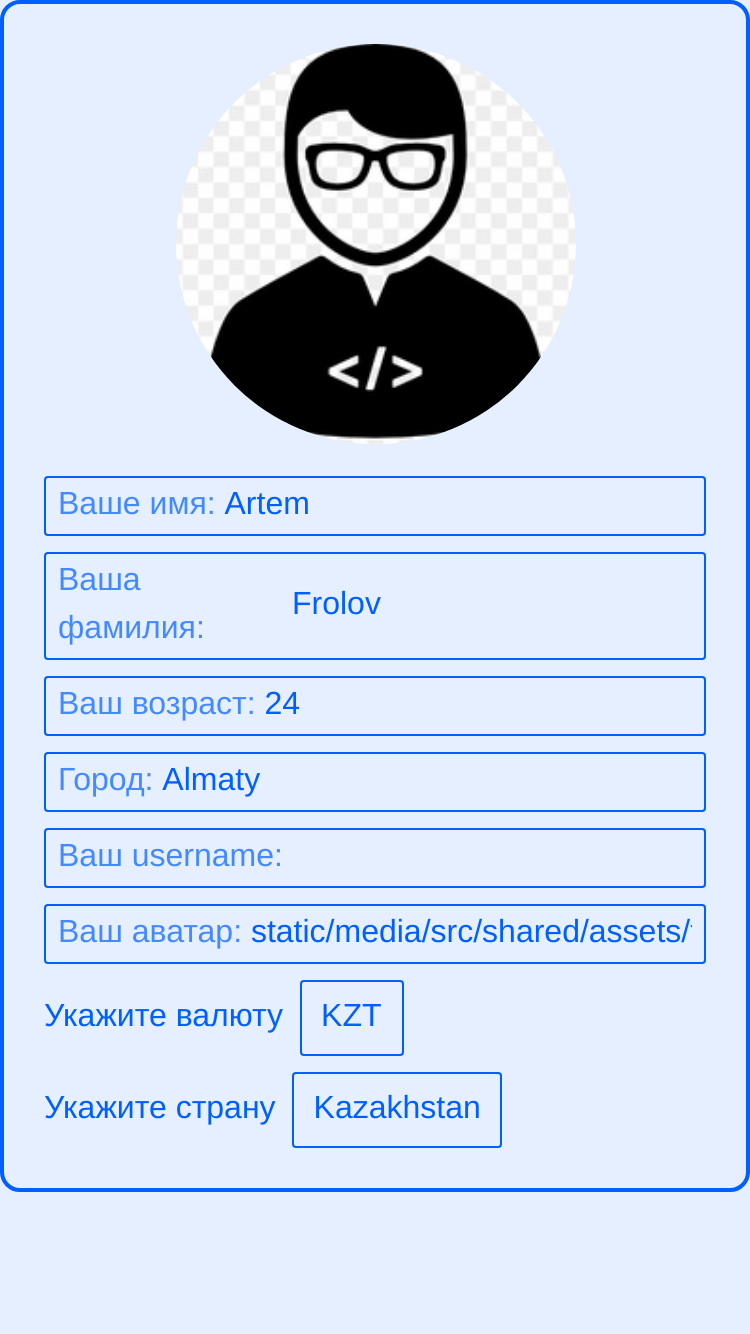 </>
Ваше имя: Artem
Ваша
фамилия:
Frolov
Ваш возраст: 24
Город: Almaty
Ваш username:
Ваш аватар: static/media/src/shared/assets/
Укажите валюту KZT
Укажите страну Kazakhstan